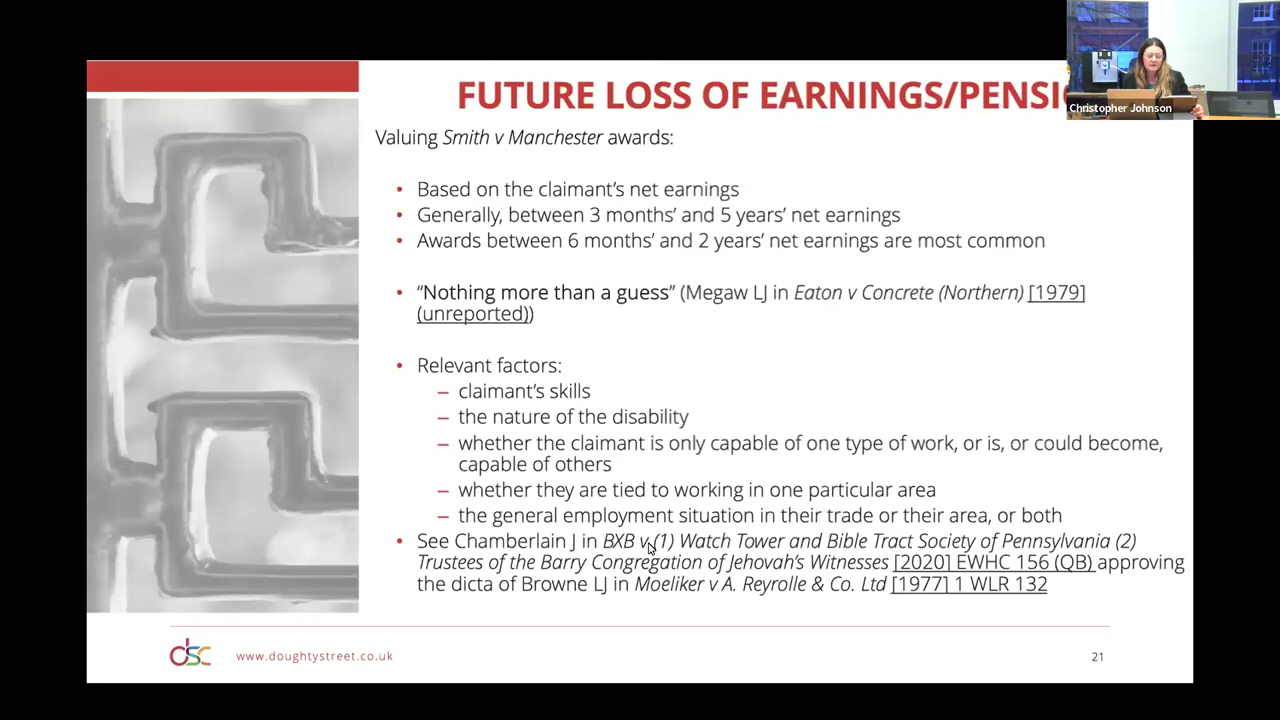 FUTURE LOSS OF EARNINGS/PENSI
Christopher Johnson
Valuing Smith v Manchester awards:
• Based on the claimant’s net earnings
• Generally, between 3 months’ and 5 years’ net earnings
• Awards between 6 months’ and 2 years’ net earnings are most common
• “Nothing more than a guess” (Megaw LJ in Eaton v Concrete (Northern) [1979]
(unreported))
• Relevant factors:
– claimant’s skills
– the nature of the disability
– whether the claimant is only capable of one type of work, or is, or could become,
capable of others
– whether they are tied to working in one particular area
– the general employment situation in their trade or their area, or both
• See Chamberlain J in BXB v (1) Watch Tower and Bible Tract Society of Pennsylvania (2)
Trustees of the Barry Congregation of Jehovah’s Witnesses [2020] EWHC 156 (QB) approving
the dicta of Browne LJ in Moeliker v A. Reyrolle & Co. Ltd [1977] 1 WLR 132
dsc
www.doughtystreet.co.uk
21